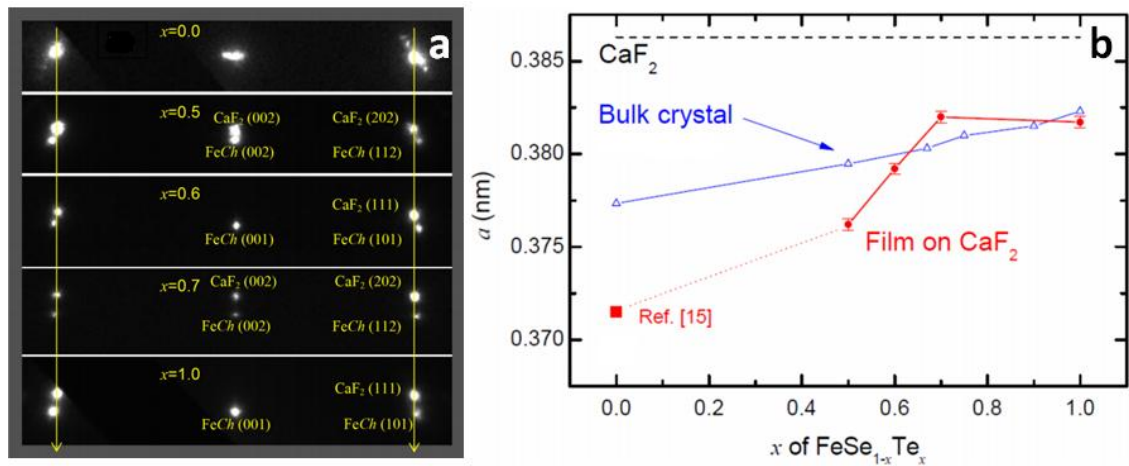 a
x=0.0
x=0.5
CaF2 (002)
CaF2 (202)
FeCh (002)
FeCh (112)
x=0.6
CaF2 (111)
FeCh (001)
FeCh (101)
x=0.7
CaF2 (002)
CaF2 (202)
FeCh (002)
FeCh (112)
x=1.0
CaF2 (111)
FeCh (001)
FeCh (101)
b
CaF2
Bulk crystal
Film on CaF2
Ref. [15]
a (nm)
0.385
0.380
0.375
0.370
0.0
0.2
0.4
0.6
0.8
1.0
x of FeSe1-xTex